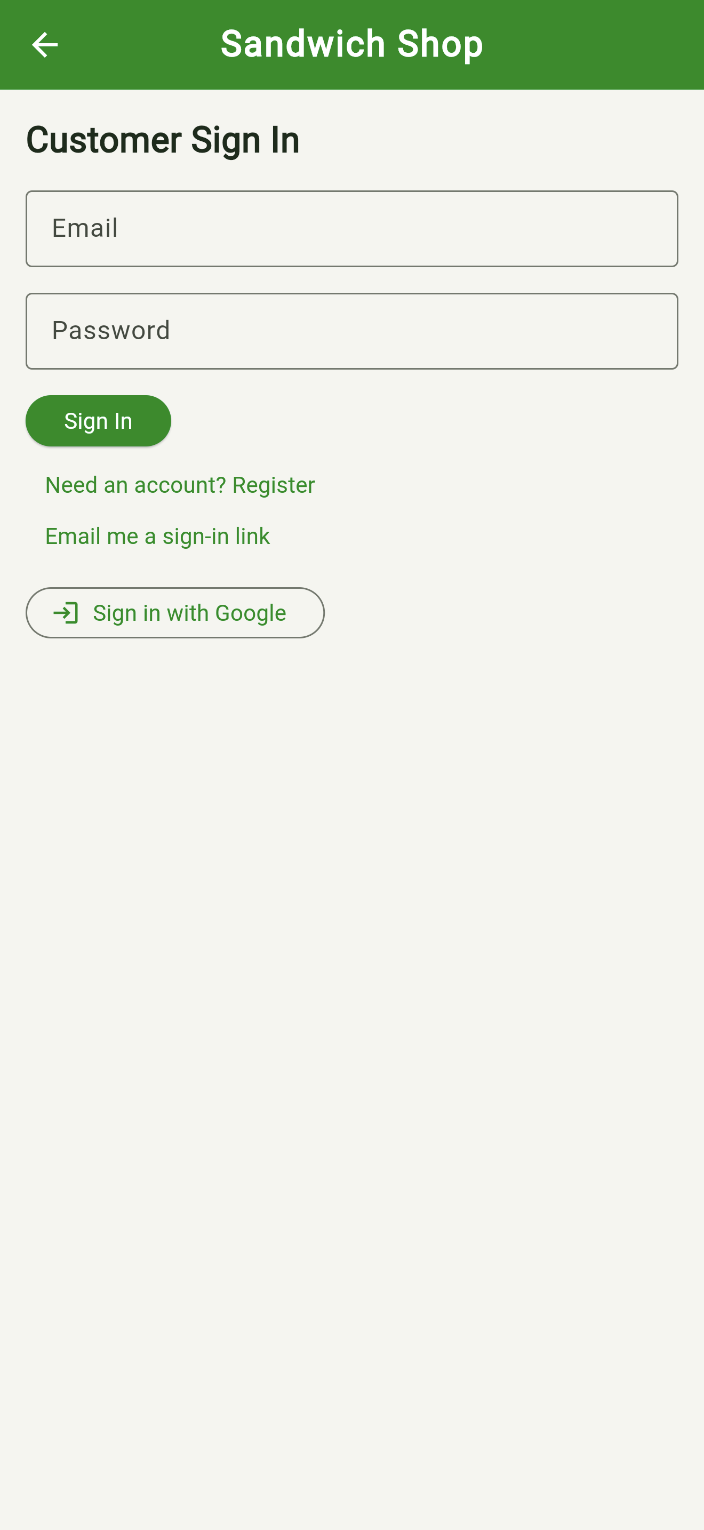 Sandwich Shop
Customer Sign In
Email
Password
Sign In
Need an account? Register
Email me a sign-in link
Sign in with Google